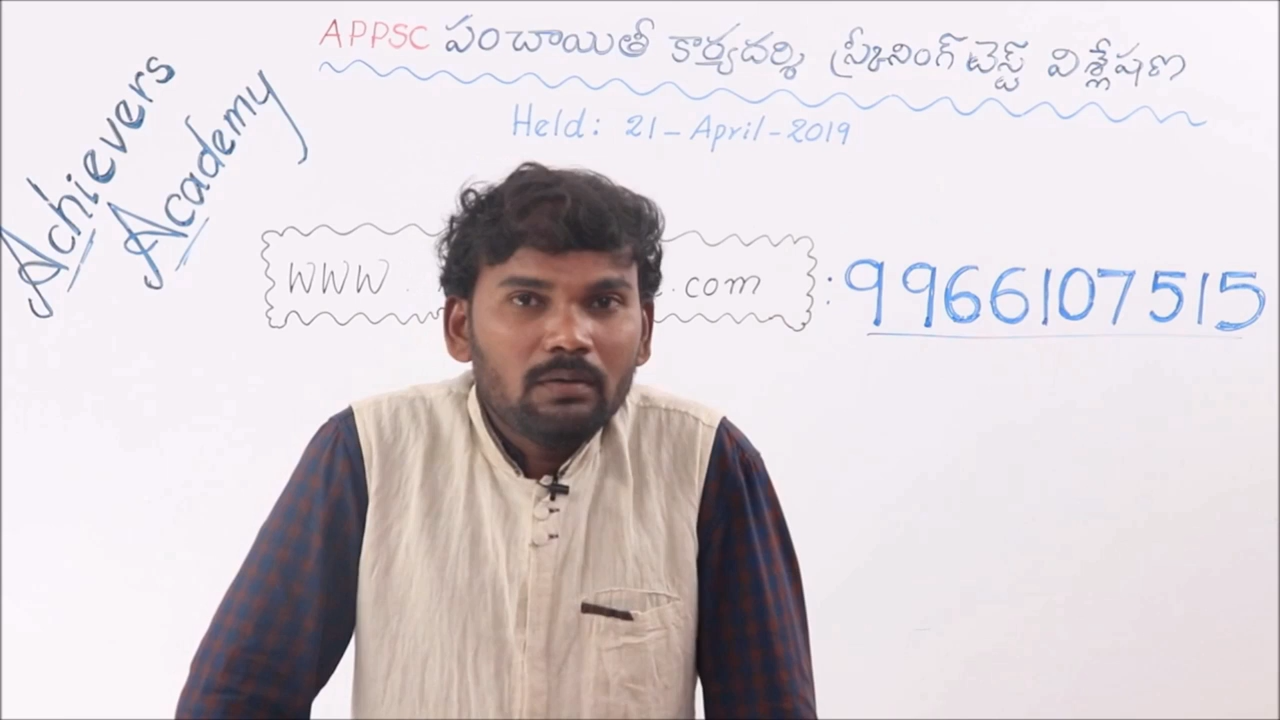 APPSC పంచాయితీ కార్యదర్శి స్క్రీనింగ్ టెస్ట్ విశ్లేషణ
Held: 21-April-2019
Achievers
Academy
www. .com : 9966107515